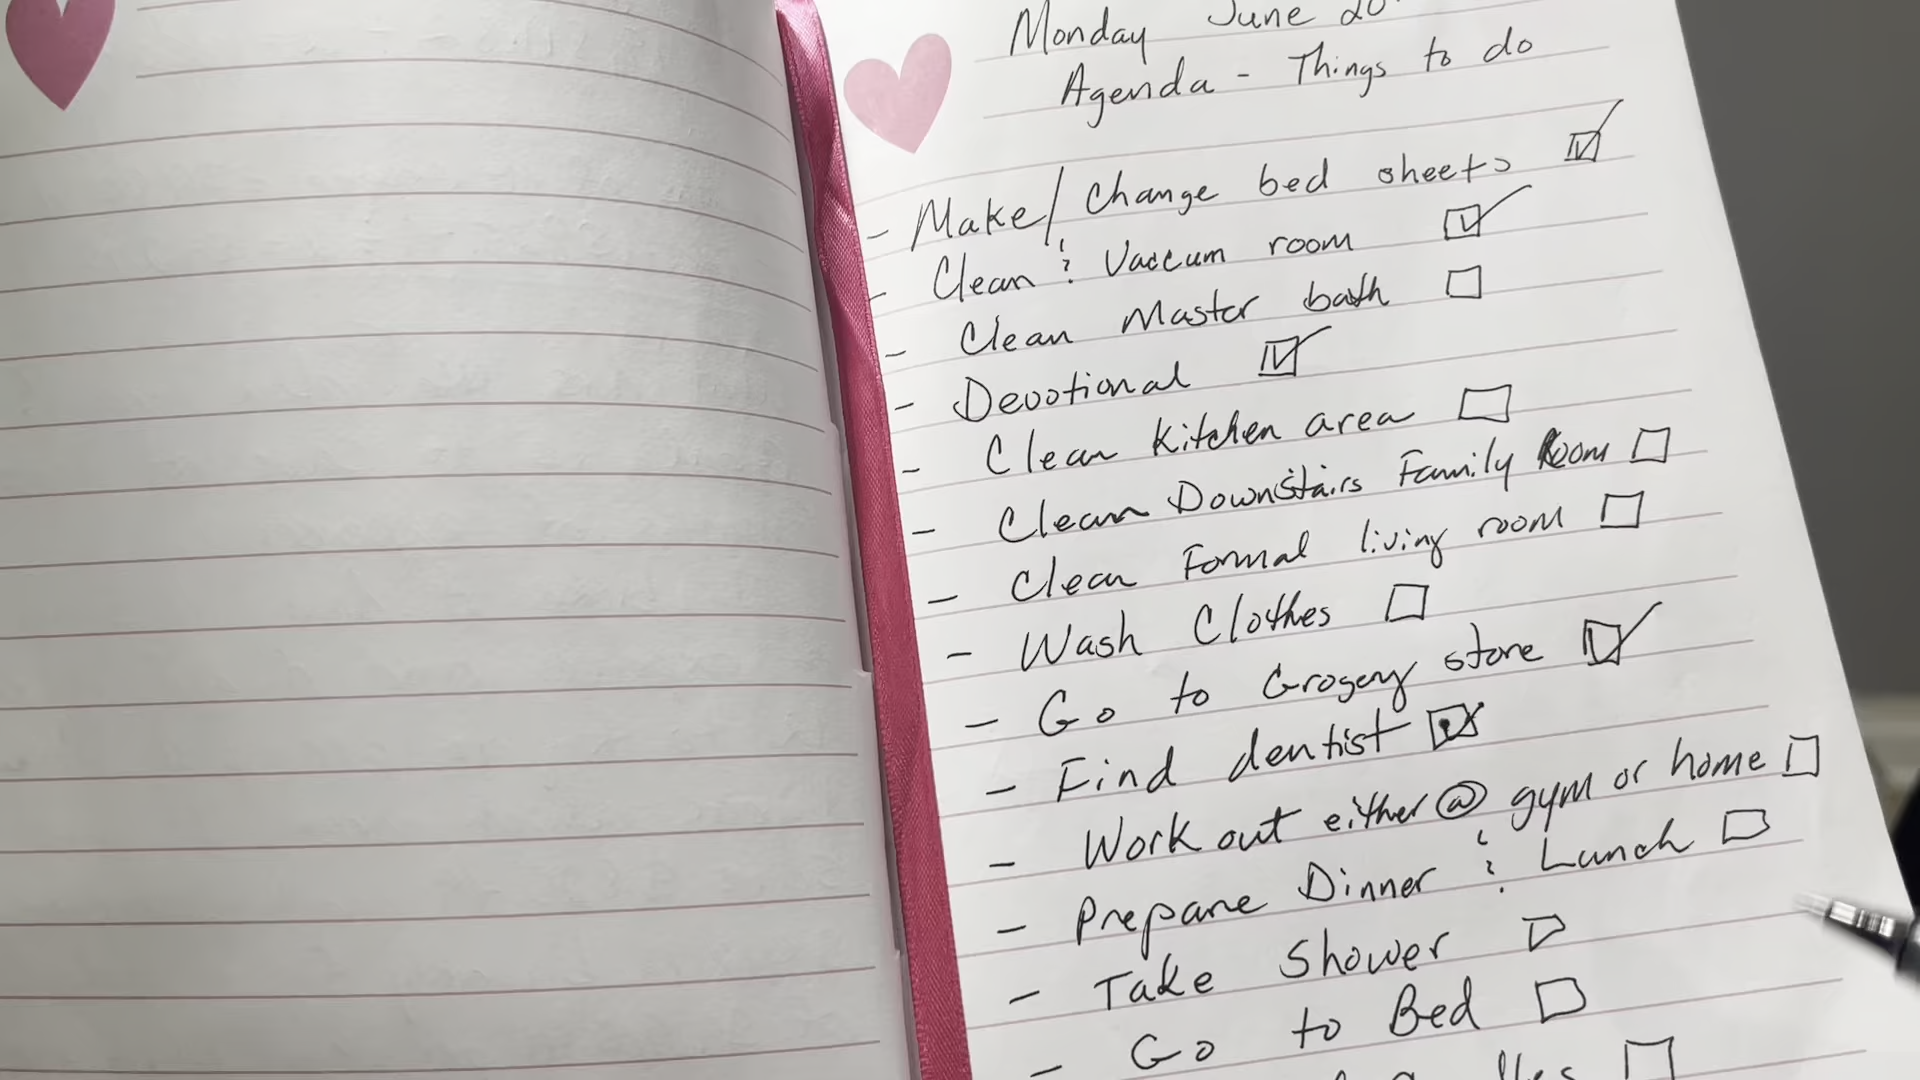 Monday June 20
Agenda - Things to do
- Make/Change bed sheets ☑
- Clean & Vaccum room ☑
- Clean Master bath ☐
- Devotional ☑
- Clean Kitchen area ☐
- Clean Downstairs Family Room ☐
- Clean Formal living room ☐
- Wash Clothes ☐
- Go to Grogery store ☑
- Find dentist ☑
- Work out either @ gym or home ☐
- Prepare Dinner & Lunch ☐
- Take Shower ☐
- Go to Bed ☐